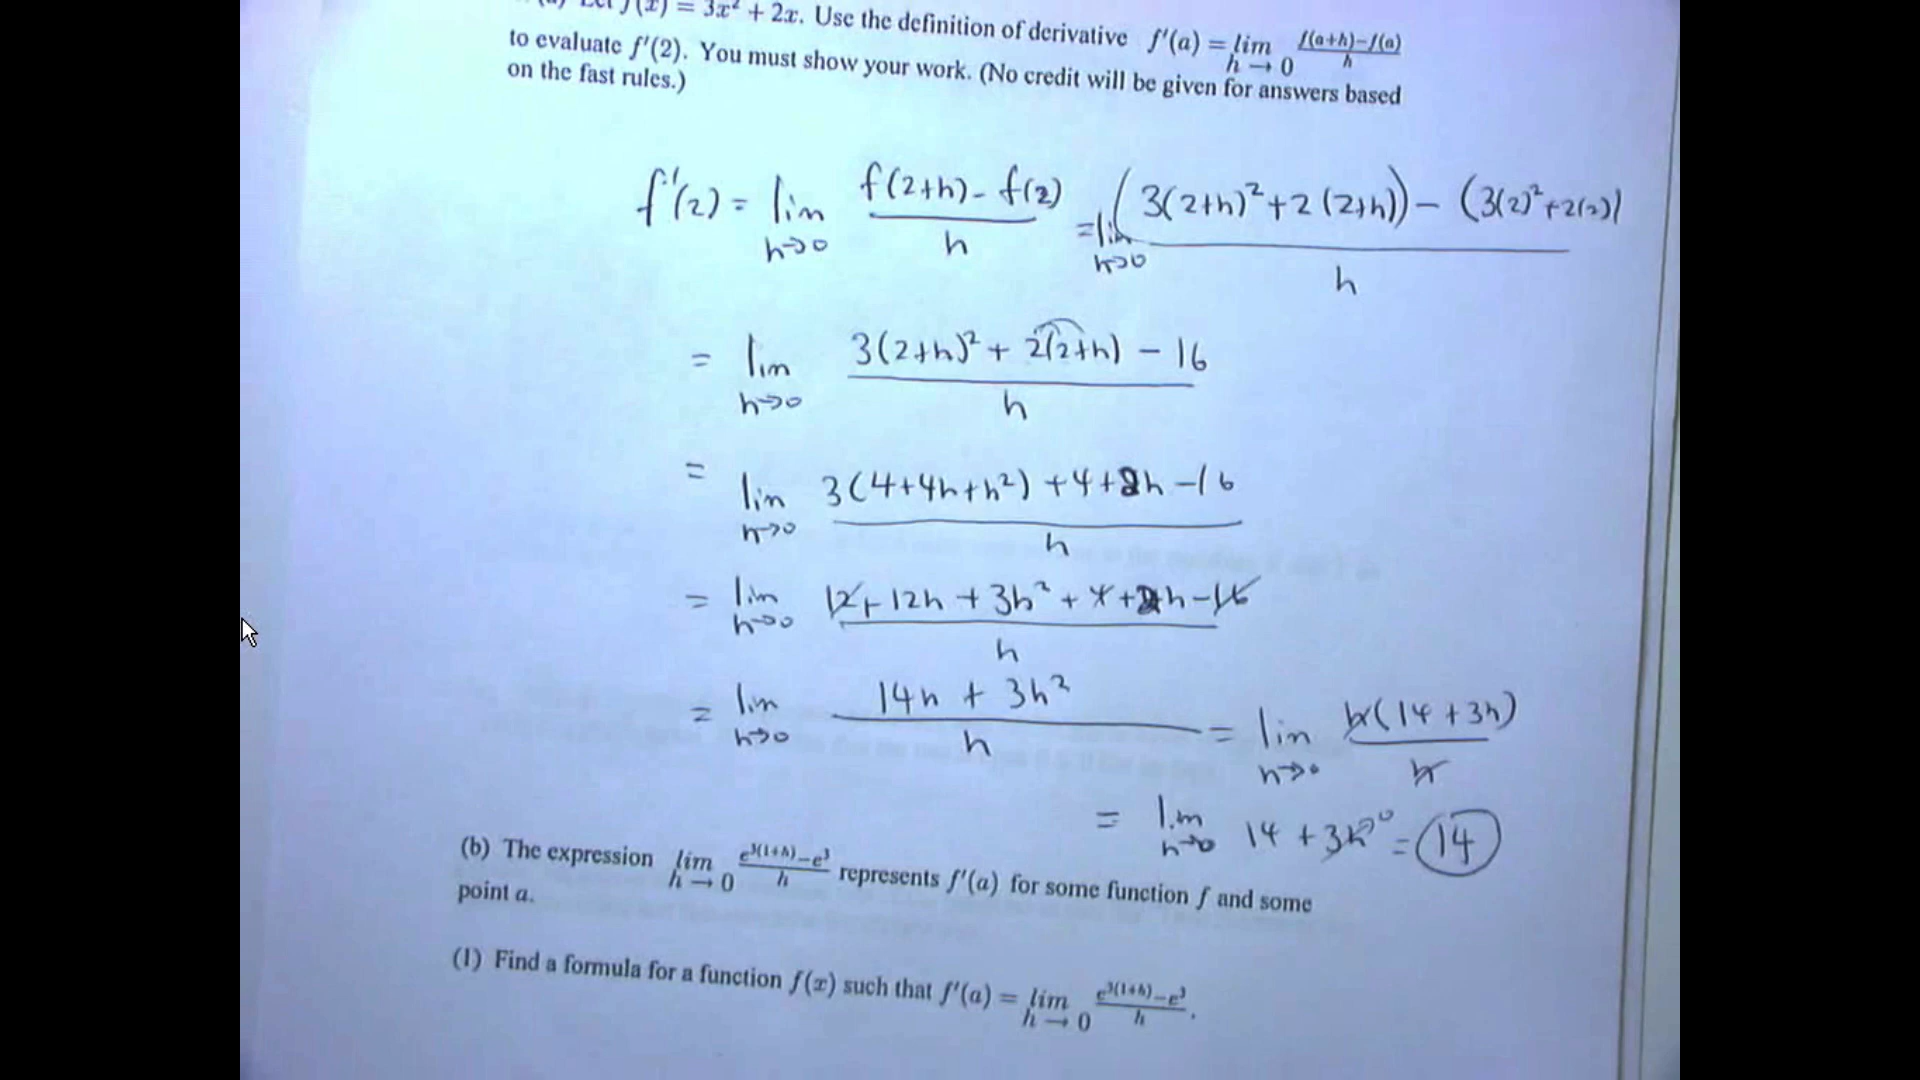 (a) Let f(x) = 3x² + 2x. Use the definition of derivative f'(a) = lim h→0 f(a+h)−f(a) / h
to evaluate f'(2). You must show your work. (No credit will be given for answers based
on the fast rules.)
f'(2) = lim h→0 f(2+h) - f(2) / h = lim h→0 (3(2+h)² + 2(2+h)) - (3(2)² + 2(2)) / h
= lim h→0 3(2+h)² + 2(2+h) - 16 / h
= lim h→0 3(4+4h+h²) + 4 + 2h - 16 / h
= lim h→0 12 + 12h + 3h² + 4 + 2h - 16 / h
= lim h→0 14h + 3h² / h = lim h→0 h(14 + 3h) / h
= lim h→0 14 + 3h → 0 = 14
(b) The expression lim h→0 e^3(1+h) − e^3 / h represents f'(a) for some function f and some
point a.
(1) Find a formula for a function f(x) such that f'(a) = lim h→0 e^3(1+h) − e^3 / h .